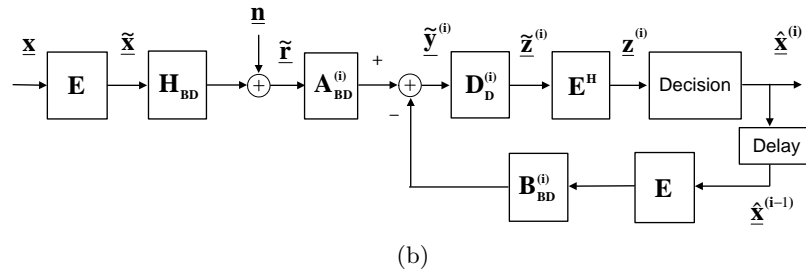 x̲ E x̲̃ H_BD n̲ + r̲̃ A_BD^(i) + − + ỹ̲^(i) D_D^(i) z̲̃^(i) E^H z̲^(i) Decision x̲̂^(i)
Delay
B_BD^(i) E x̲̂^(i−1)
(b)